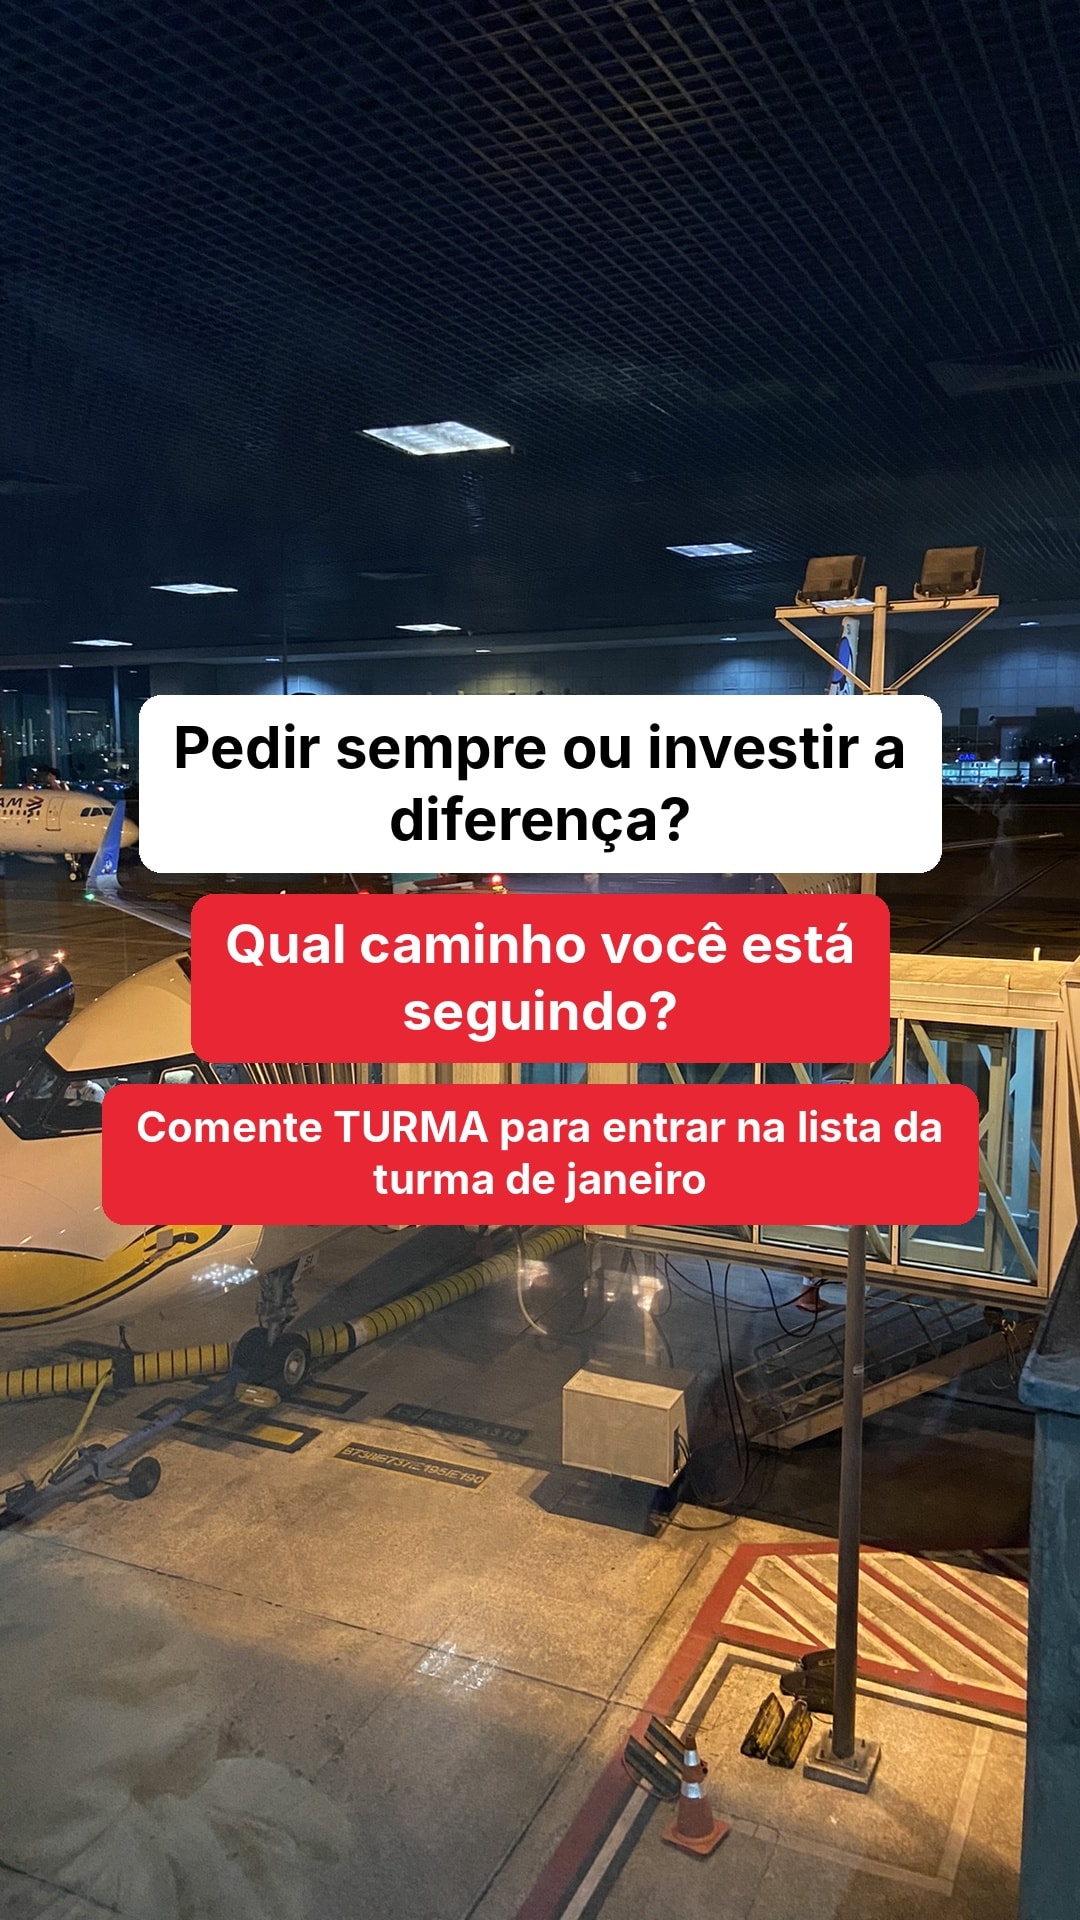 Pedir sempre ou investir a
diferença?
Qual caminho você está
seguindo?
Comente TURMA para entrar na lista da
turma de janeiro